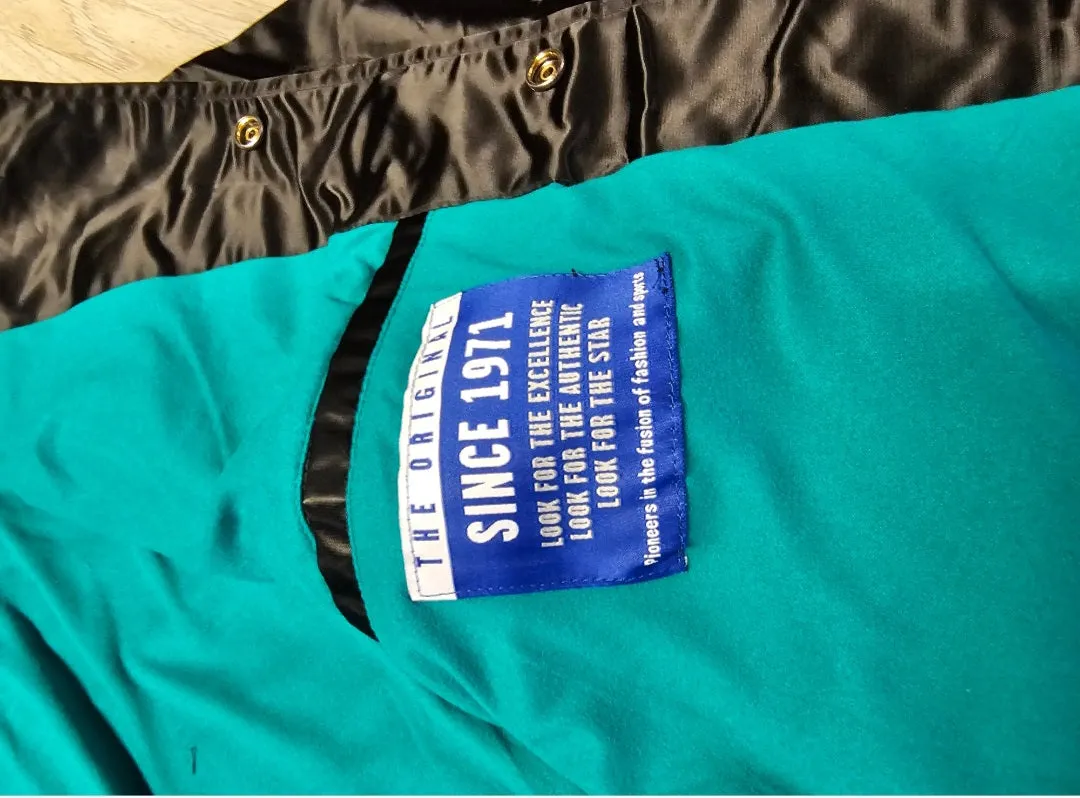 THE ORIGINAL
SINCE 1971
LOOK FOR THE EXCELLENCE
LOOK FOR THE AUTHENTIC
LOOK FOR THE STAR
Pioneers in the fusion of fashion and sports